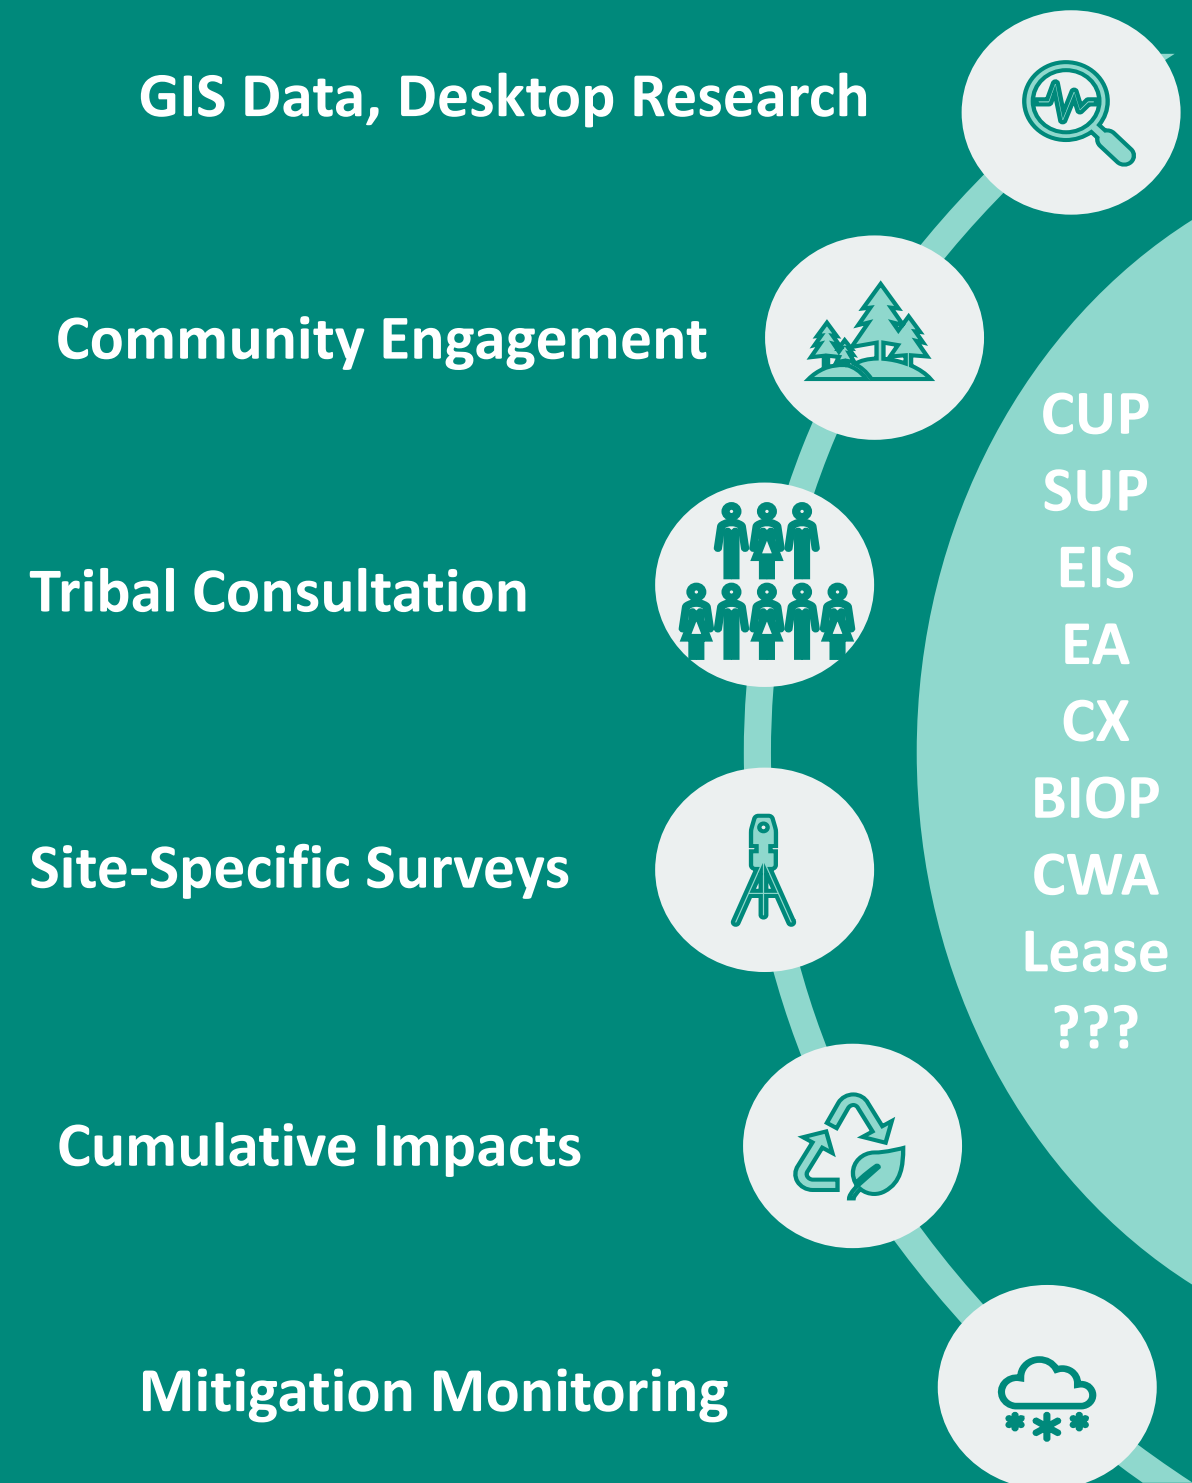 GIS Data, Desktop Research
Community Engagement
Tribal Consultation
Site-Specific Surveys
Cumulative Impacts
Mitigation Monitoring
CUP
SUP
EIS
EA
CX
BIOP
CWA
Lease
???